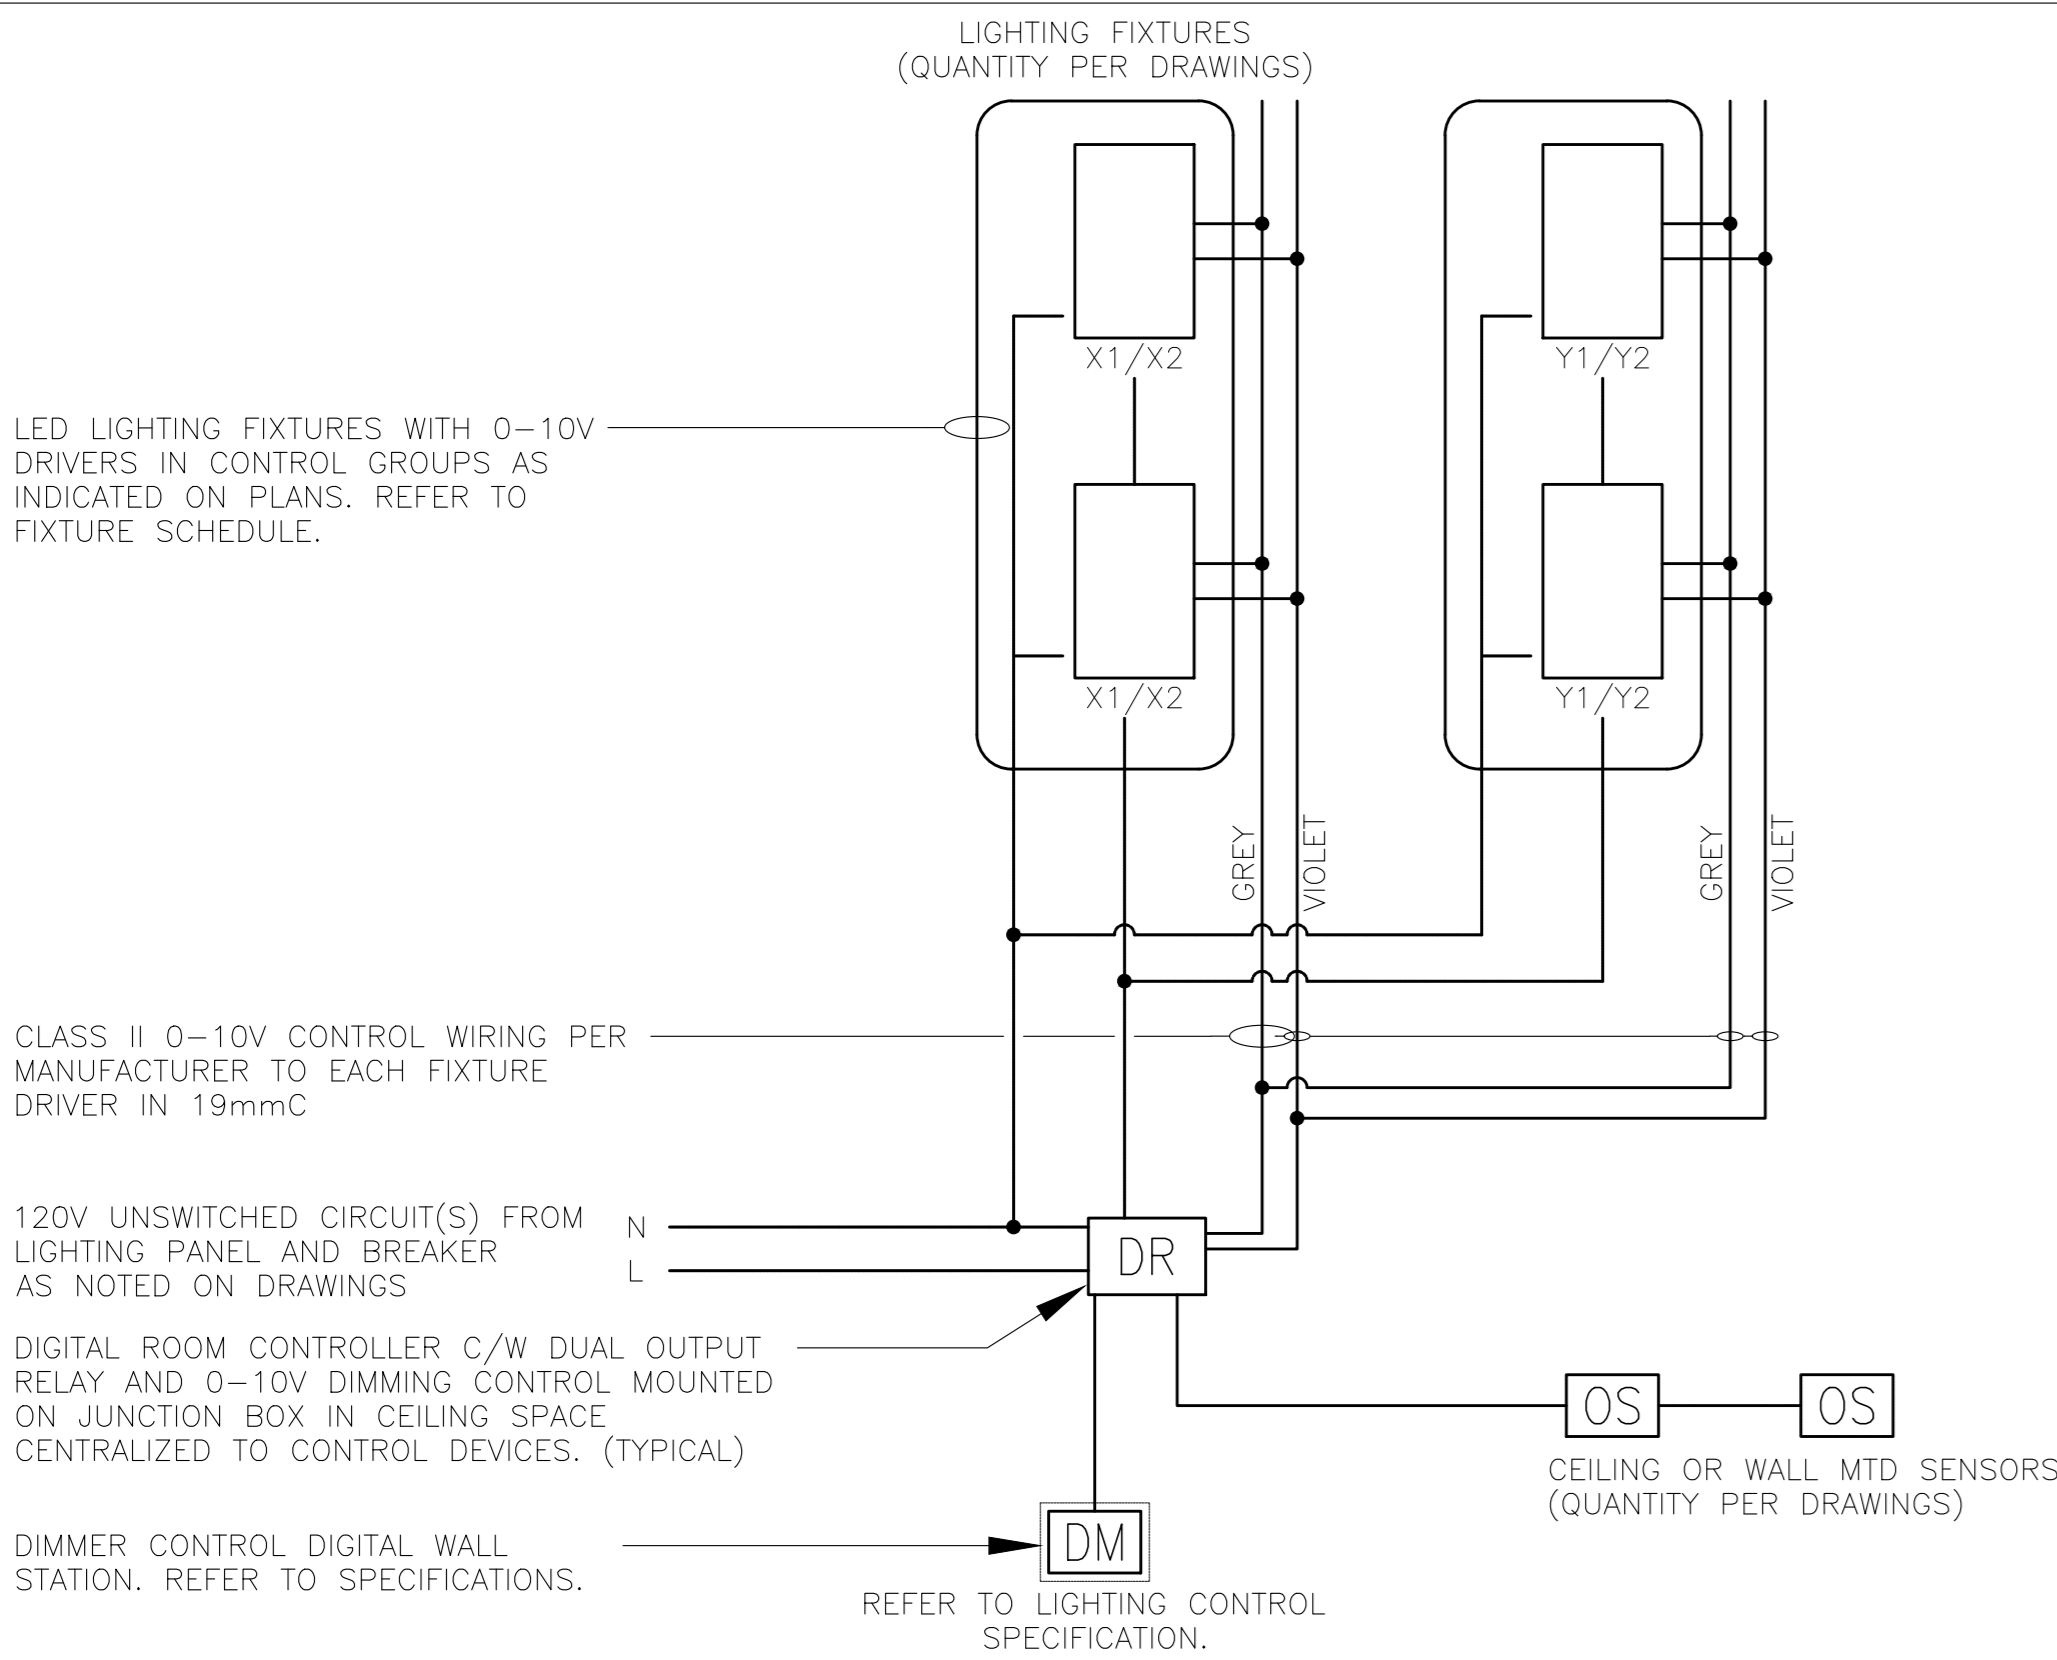 LIGHTING FIXTURES
(QUANTITY PER DRAWINGS)
X1/X2
Y1/Y2
LED LIGHTING FIXTURES WITH 0-10V
DRIVERS IN CONTROL GROUPS AS
INDICATED ON PLANS. REFER TO
FIXTURE SCHEDULE.
X1/X2
Y1/Y2
GREY
VIOLET
GREY
VIOLET
CLASS II 0-10V CONTROL WIRING PER
MANUFACTURER TO EACH FIXTURE
DRIVER IN 19mmC
120V UNSWITCHED CIRCUIT(S) FROM
LIGHTING PANEL AND BREAKER
AS NOTED ON DRAWINGS
N
L
DR
DIGITAL ROOM CONTROLLER C/W DUAL OUTPUT
RELAY AND 0-10V DIMMING CONTROL MOUNTED
ON JUNCTION BOX IN CEILING SPACE
CENTRALIZED TO CONTROL DEVICES. (TYPICAL)
OS
OS
CEILING OR WALL MTD SENSORS
(QUANTITY PER DRAWINGS)
DIMMER CONTROL DIGITAL WALL
STATION. REFER TO SPECIFICATIONS.
DM
REFER TO LIGHTING CONTROL
SPECIFICATION.